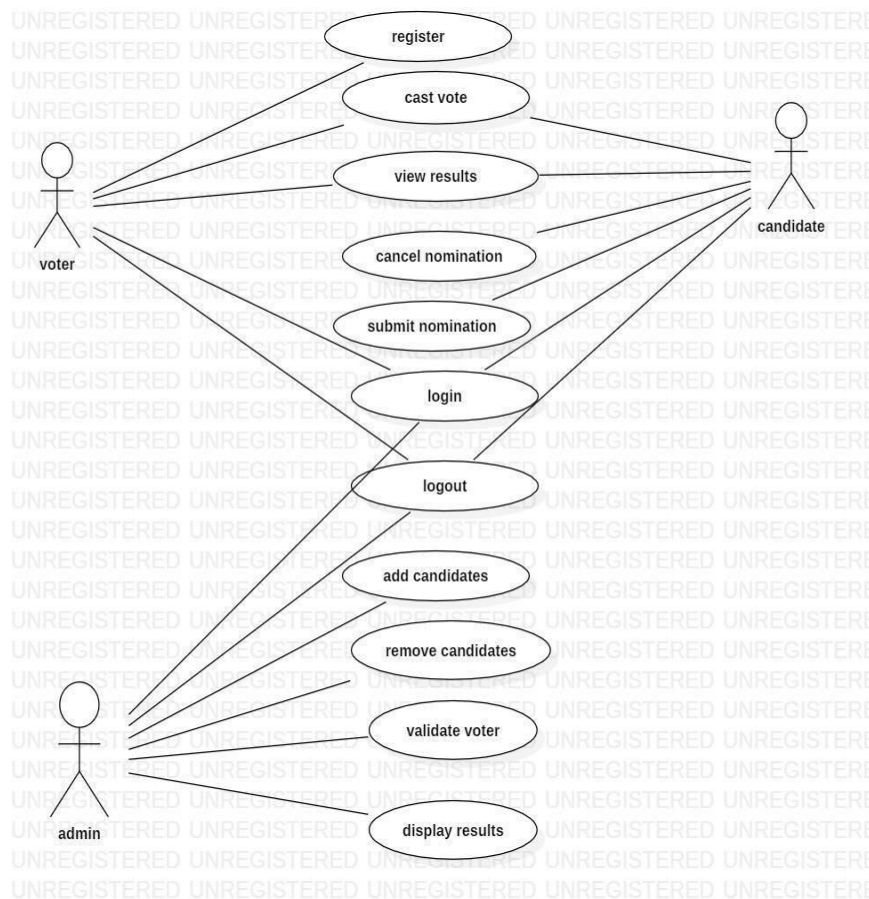 register
cast vote
view results
candidate
cancel nomination
voter
submit nomination
login
logout
add candidates
remove candidates
validate voter
display results
admin
UNREGISTERED